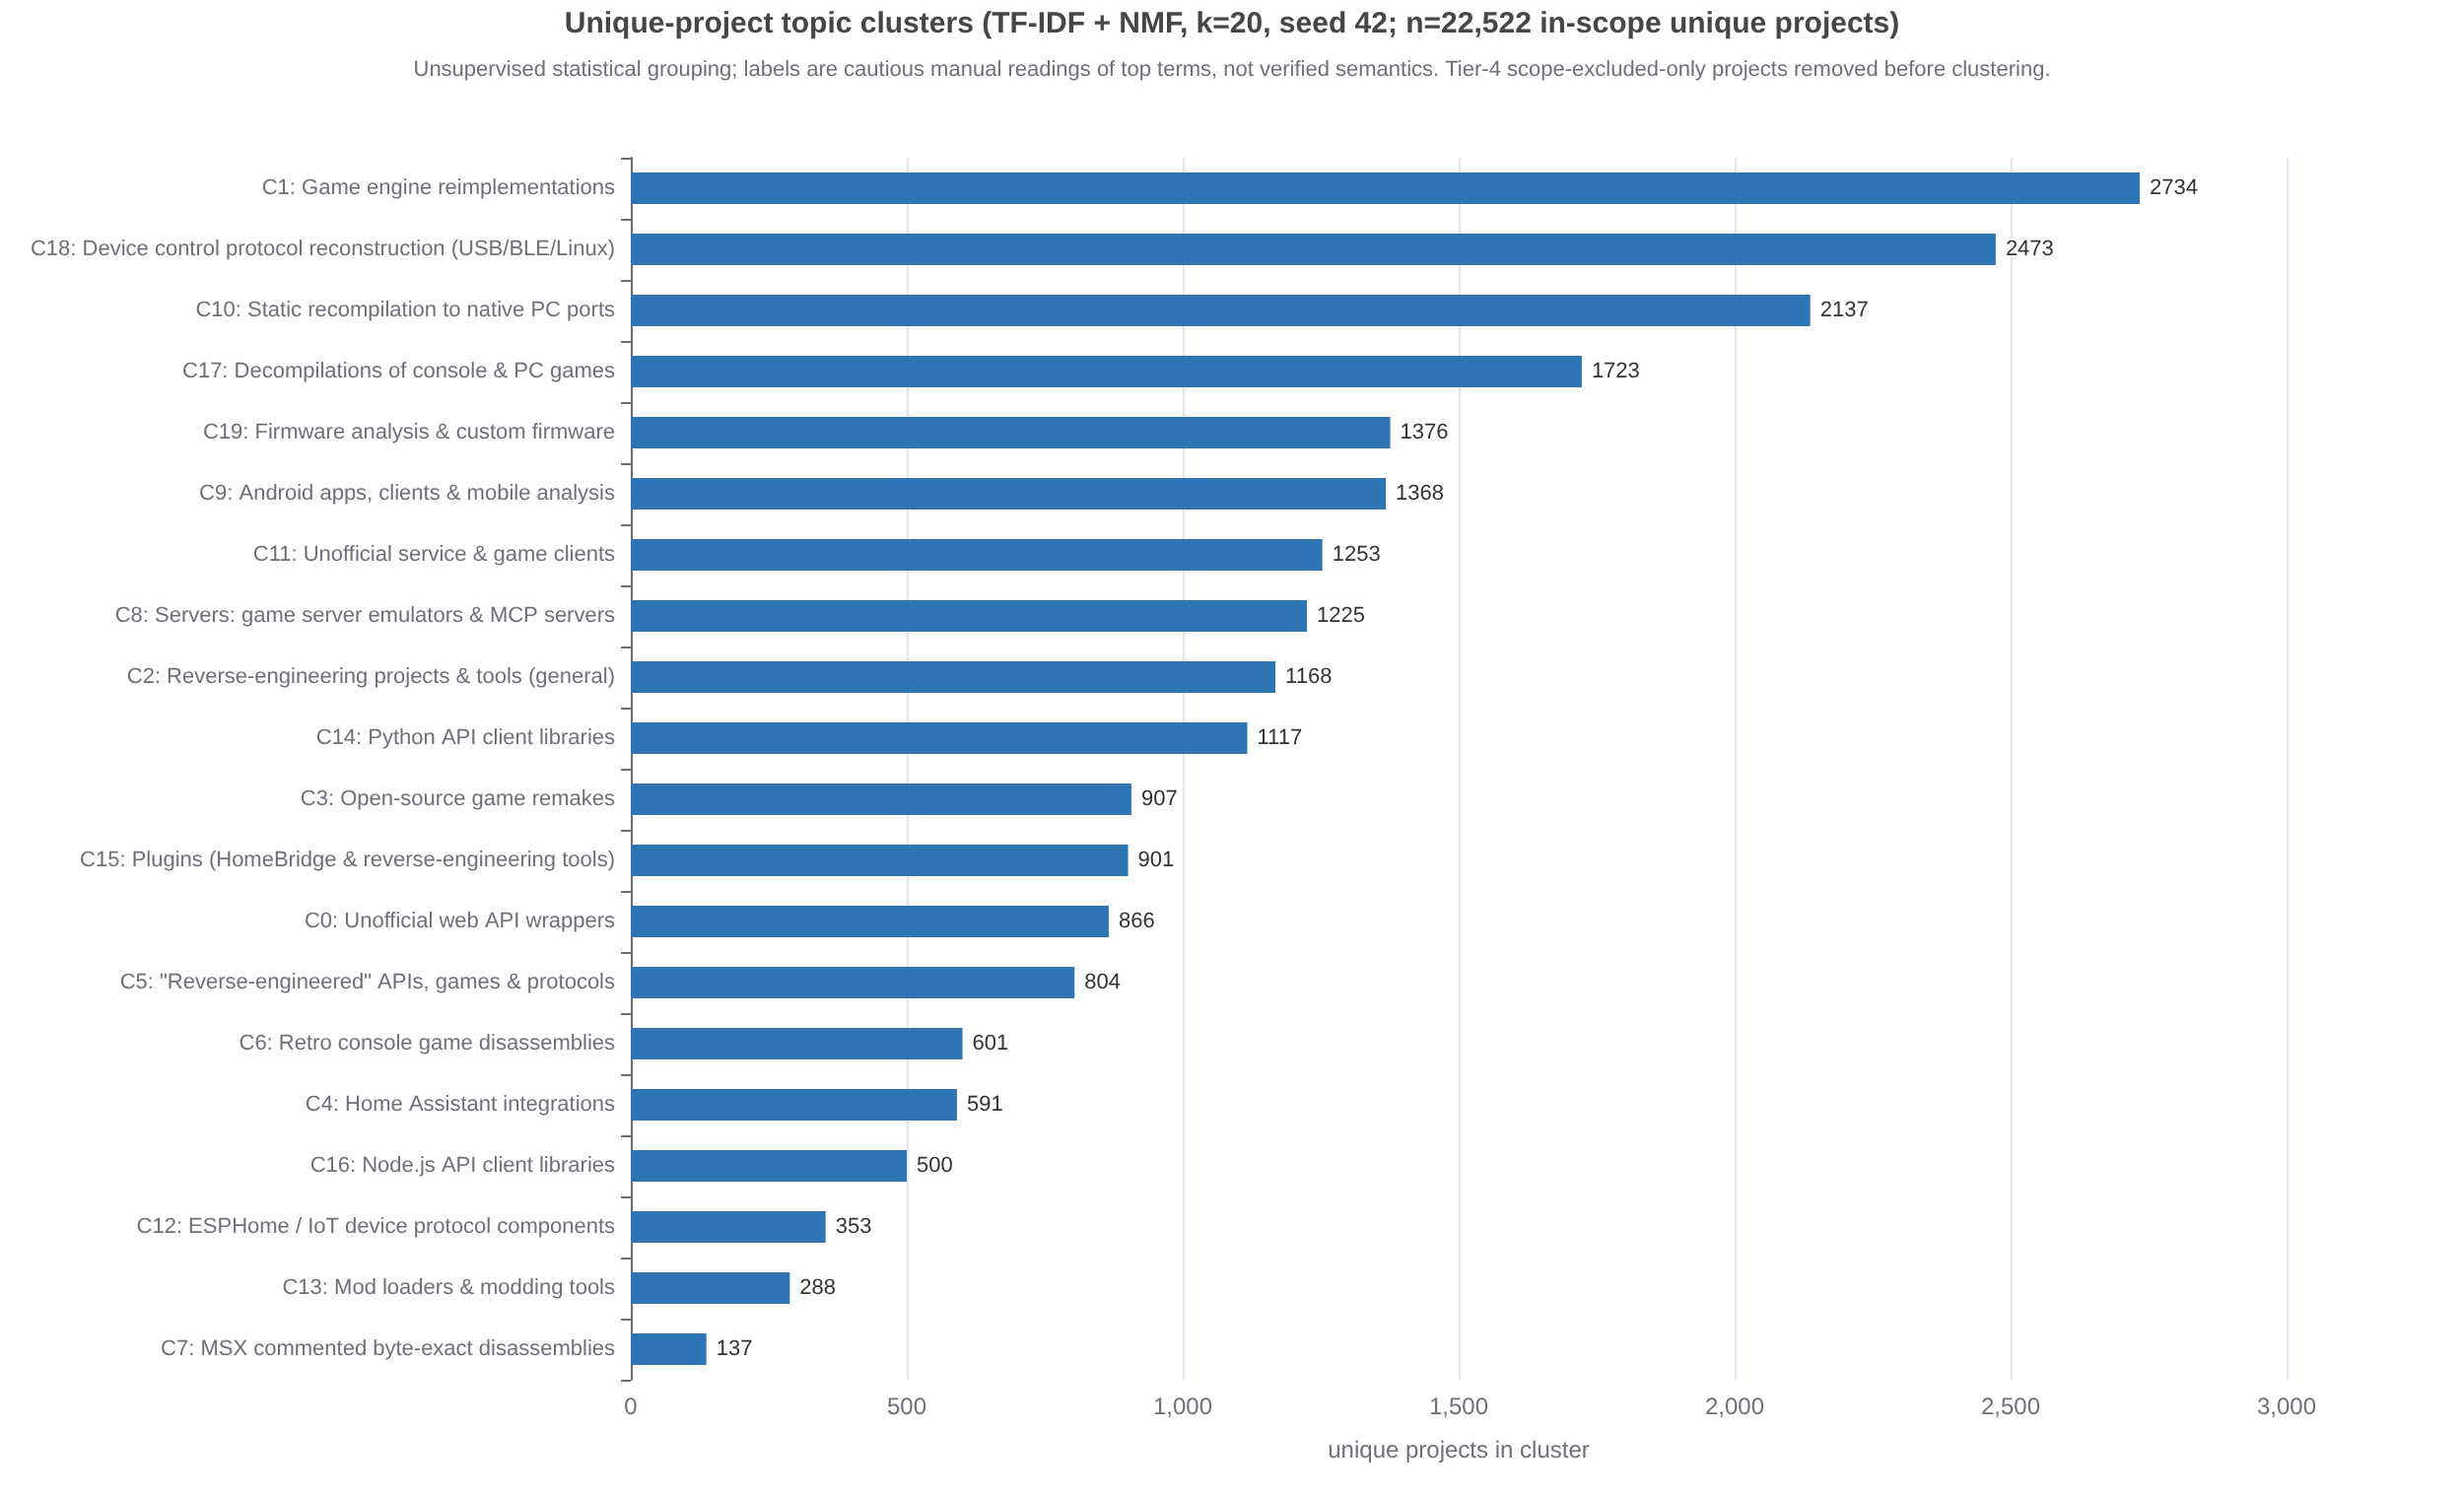 Unique-project topic clusters (TF-IDF + NMF, k=20, seed 42; n=22,522 in-scope unique projects)
Unsupervised statistical grouping; labels are cautious manual readings of top terms, not verified semantics. Tier-4 scope-excluded-only projects removed before clustering.
C1: Game engine reimplementations 2734
C18: Device control protocol reconstruction (USB/BLE/Linux) 2473
C10: Static recompilation to native PC ports 2137
C17: Decompilations of console & PC games 1723
C19: Firmware analysis & custom firmware 1376
C9: Android apps, clients & mobile analysis 1368
C11: Unofficial service & game clients 1253
C8: Servers: game server emulators & MCP servers 1225
C2: Reverse-engineering projects & tools (general) 1168
C14: Python API client libraries 1117
C3: Open-source game remakes 907
C15: Plugins (HomeBridge & reverse-engineering tools) 901
C0: Unofficial web API wrappers 866
C5: "Reverse-engineered" APIs, games & protocols 804
C6: Retro console game disassemblies 601
C4: Home Assistant integrations 591
C16: Node.js API client libraries 500
C12: ESPHome / IoT device protocol components 353
C13: Mod loaders & modding tools 288
C7: MSX commented byte-exact disassemblies 137
0 500 1,000 1,500 2,000 2,500 3,000
unique projects in cluster